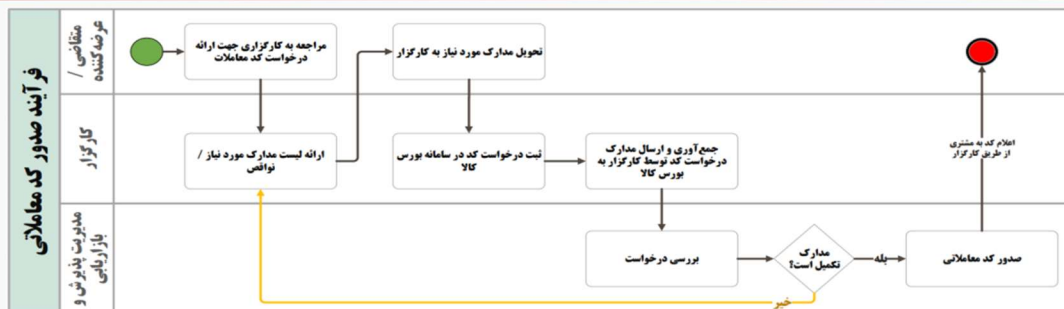 فرآیند صدور کد معاملاتی
متقاضی /
عرضه کننده
مراجعه به کارگزاری جهت ارائه
درخواست کد معاملات
تحویل مدارک مورد نیاز به کارگزار
کارگزار
ارائه لیست مدارک مورد نیاز /
نواقص
ثبت درخواست کد در سامانه بورس
کالا
جمع‌آوری و ارسال مدارک
درخواست کد توسط کارگزار به
بورس کالا
اعلام کد به مشتری
از طریق کارگزار
مدیریت پذیرش و
بازاریابی
بررسی درخواست
مدارک
تکمیل است؟
بله
صدور کد معاملاتی
خیر